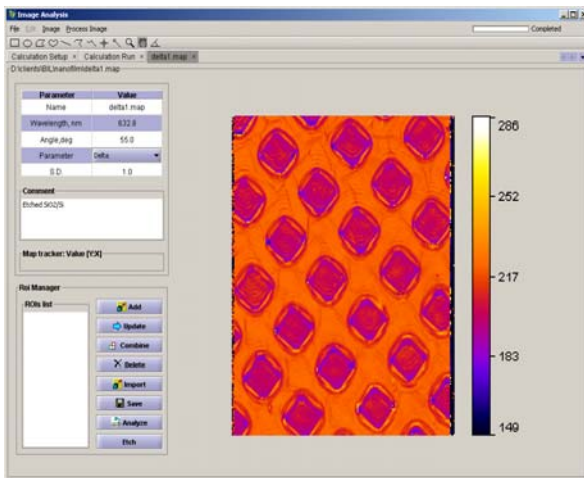 Image Analysis
File Edit Image Process Image
Completed
Calculation Setup × Calculation Run × delta1.map ×
D:\clients\BIL\nanofilm\delta1.map
Parameter Value
Name delta1.map
Wavelength, nm 632.8
Angle,deg 55.0
Parameter Delta
S.D. 1.0
Comment
Etched SiO2/Si
Map tracker: Value [Y:X]
Roi Manager
ROIs list
Add
Update
Combine
Delete
Import
Save
Analyze
Etch
286
252
217
183
149